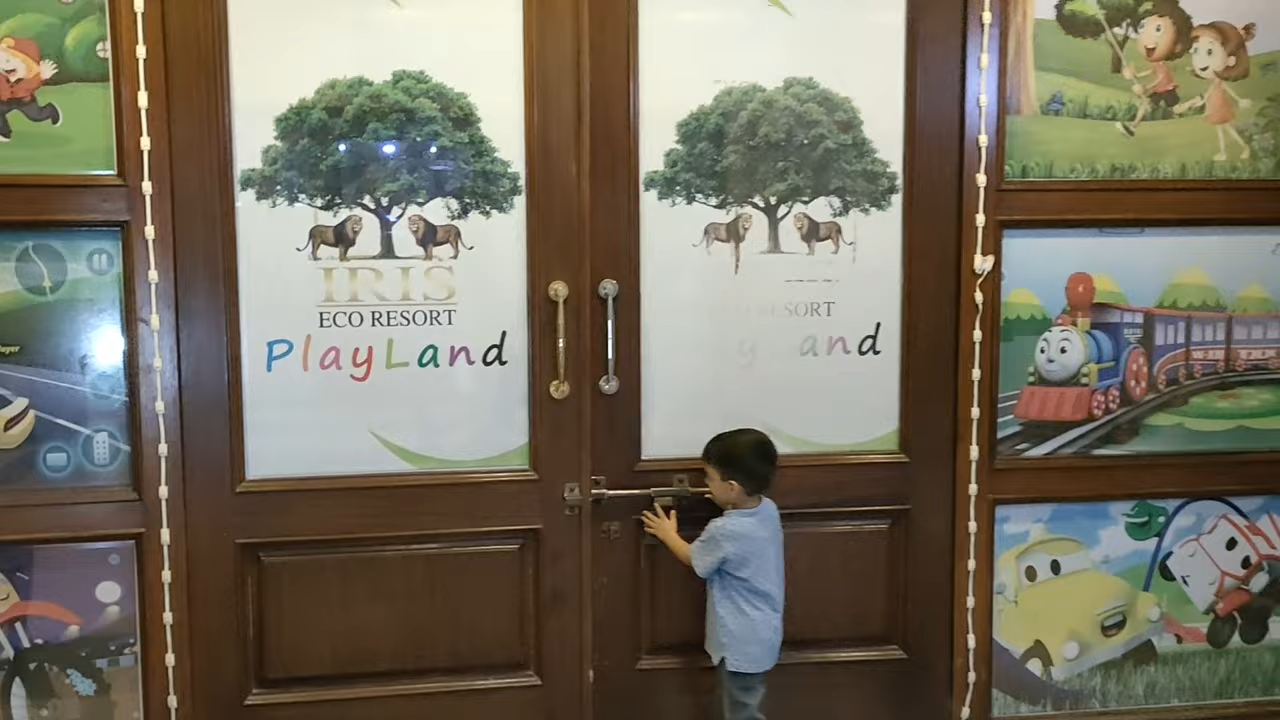 IRIS
ECO RESORT
PlayLand
RESORT
y and